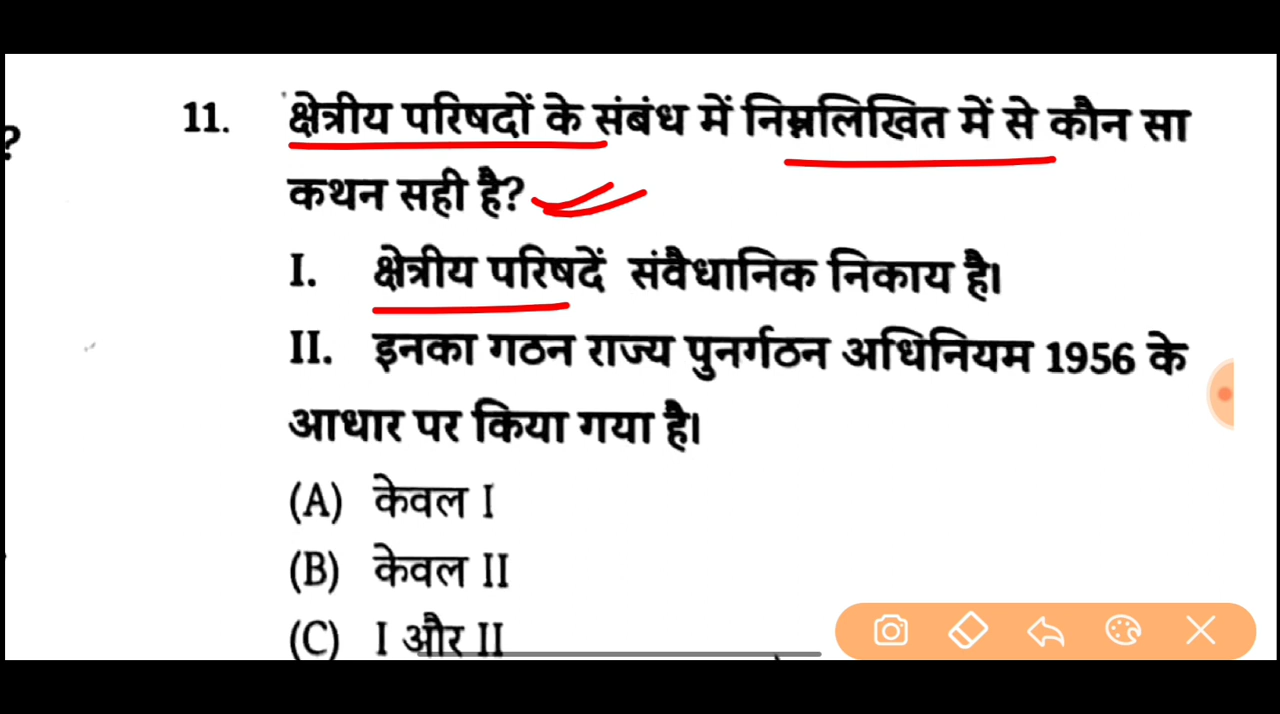 ?
11. क्षेत्रीय परिषदों के संबंध में निम्नलिखित में से कौन सा
कथन सही है?
I. क्षेत्रीय परिषदें संवैधानिक निकाय है।
II. इनका गठन राज्य पुनर्गठन अधिनियम 1956 के
आधार पर किया गया है।
(A) केवल I
(B) केवल II
(C) I और II